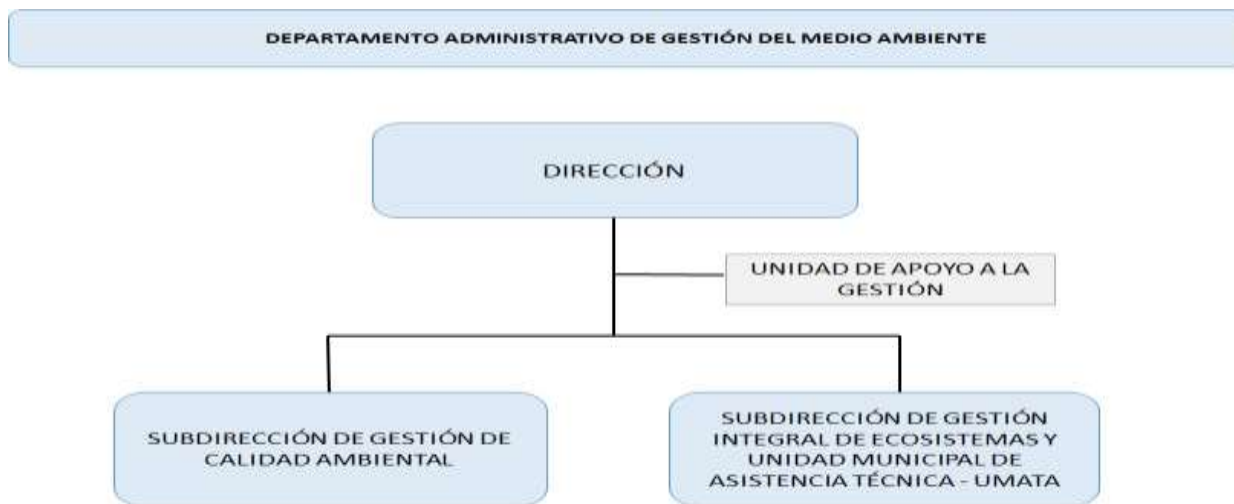 DEPARTAMENTO ADMINISTRATIVO DE GESTIÓN DEL MEDIO AMBIENTE
DIRECCIÓN
UNIDAD DE APOYO A LA
GESTIÓN
SUBDIRECCIÓN DE GESTIÓN DE
CALIDAD AMBIENTAL
SUBDIRECCIÓN DE GESTIÓN
INTEGRAL DE ECOSISTEMAS Y
UNIDAD MUNICIPAL DE
ASISTENCIA TÉCNICA - UMATA